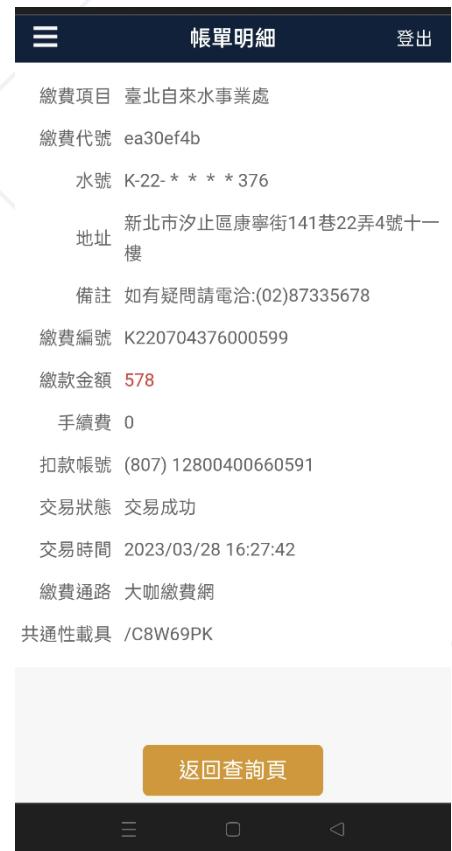 帳單明細 登出
繳費項目 臺北自來水事業處
繳費代號 ea30ef4b
水號 K-22-＊＊＊＊376
地址 新北市汐止區康寧街141巷22弄4號十一
樓
備註 如有疑問請電洽:(02)87335678
繳費編號 K220704376000599
繳款金額 578
手續費 0
扣款帳號 (807) 12800400660591
交易狀態 交易成功
交易時間 2023/03/28 16:27:42
繳費通路 大咖繳費網
共通性載具 /C8W69PK
返回查詢頁